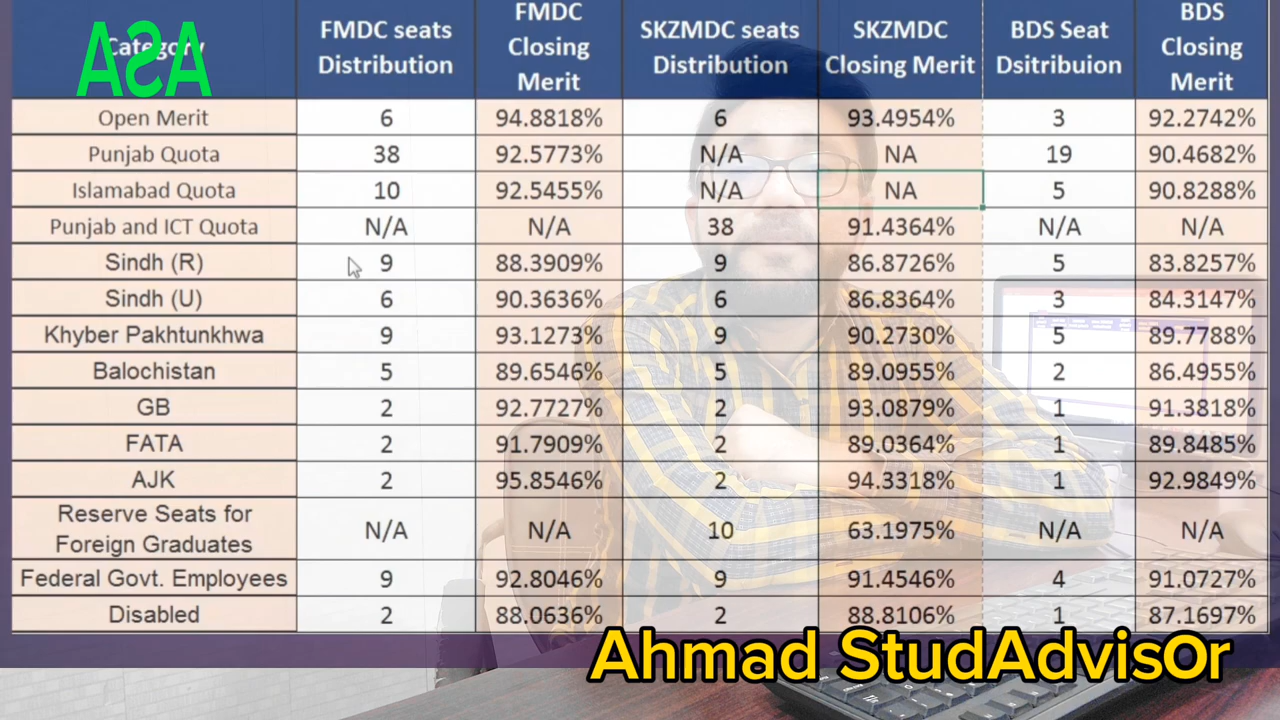 ASA
Category FMDC seats Distribution FMDC Closing Merit SKZMDC seats Distribution SKZMDC Closing Merit BDS Seat Dsitribuion BDS Closing Merit
Open Merit 6 94.8818% 6 93.4954% 3 92.2742%
Punjab Quota 38 92.5773% N/A NA 19 90.4682%
Islamabad Quota 10 92.5455% N/A NA 5 90.8288%
Punjab and ICT Quota N/A N/A 38 91.4364% N/A N/A
Sindh (R) 9 88.3909% 9 86.8726% 5 83.8257%
Sindh (U) 6 90.3636% 6 86.8364% 3 84.3147%
Khyber Pakhtunkhwa 9 93.1273% 9 90.2730% 5 89.7788%
Balochistan 5 89.6546% 5 89.0955% 2 86.4955%
GB 2 92.7727% 2 93.0879% 1 91.3818%
FATA 2 91.7909% 2 89.0364% 1 89.8485%
AJK 2 95.8546% 2 94.3318% 1 92.9849%
Reserve Seats for Foreign Graduates N/A N/A 10 63.1975% N/A N/A
Federal Govt. Employees 9 92.8046% 9 91.4546% 4 91.0727%
Disabled 2 88.0636% 2 88.8106% 1 87.1697%
Ahmad StudAdvisOr